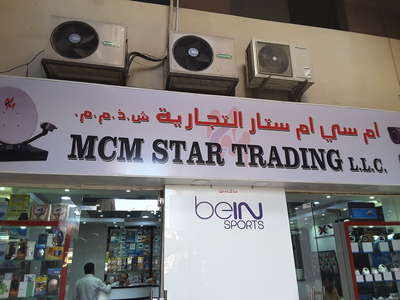 ام سي ام ستار التجارية ش.ذ.م.م.
MCM STAR TRADING L.L.C.
beIN
SPORTS